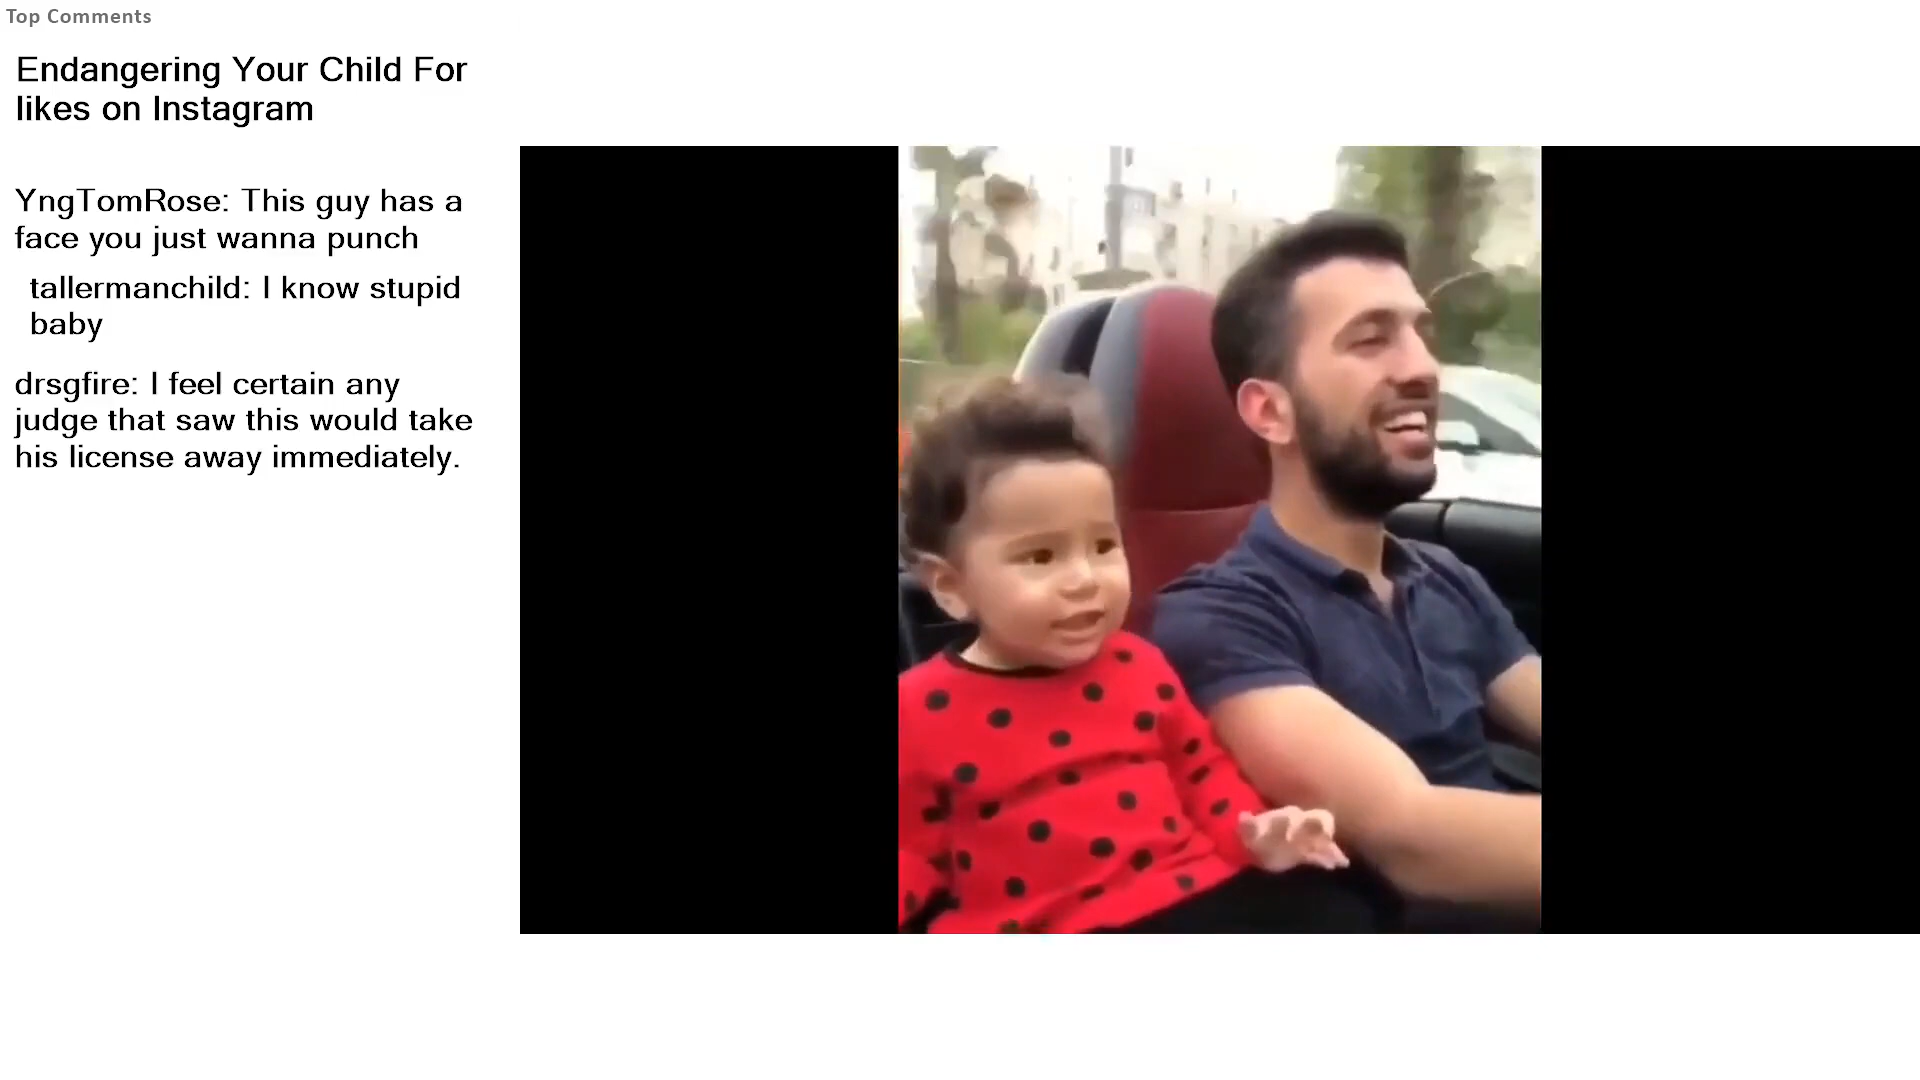 Top Comments
Endangering Your Child For
likes on Instagram
YngTomRose: This guy has a
face you just wanna punch
tallermanchild: I know stupid
baby
drsgfire: I feel certain any
judge that saw this would take
his license away immediately.